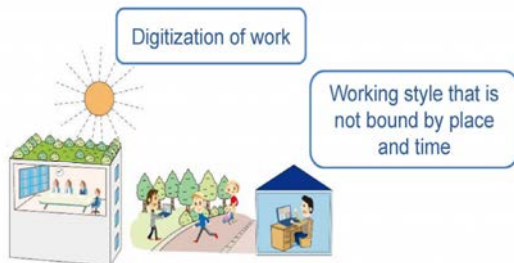 Digitization of work
Working style that is
not bound by place
and time